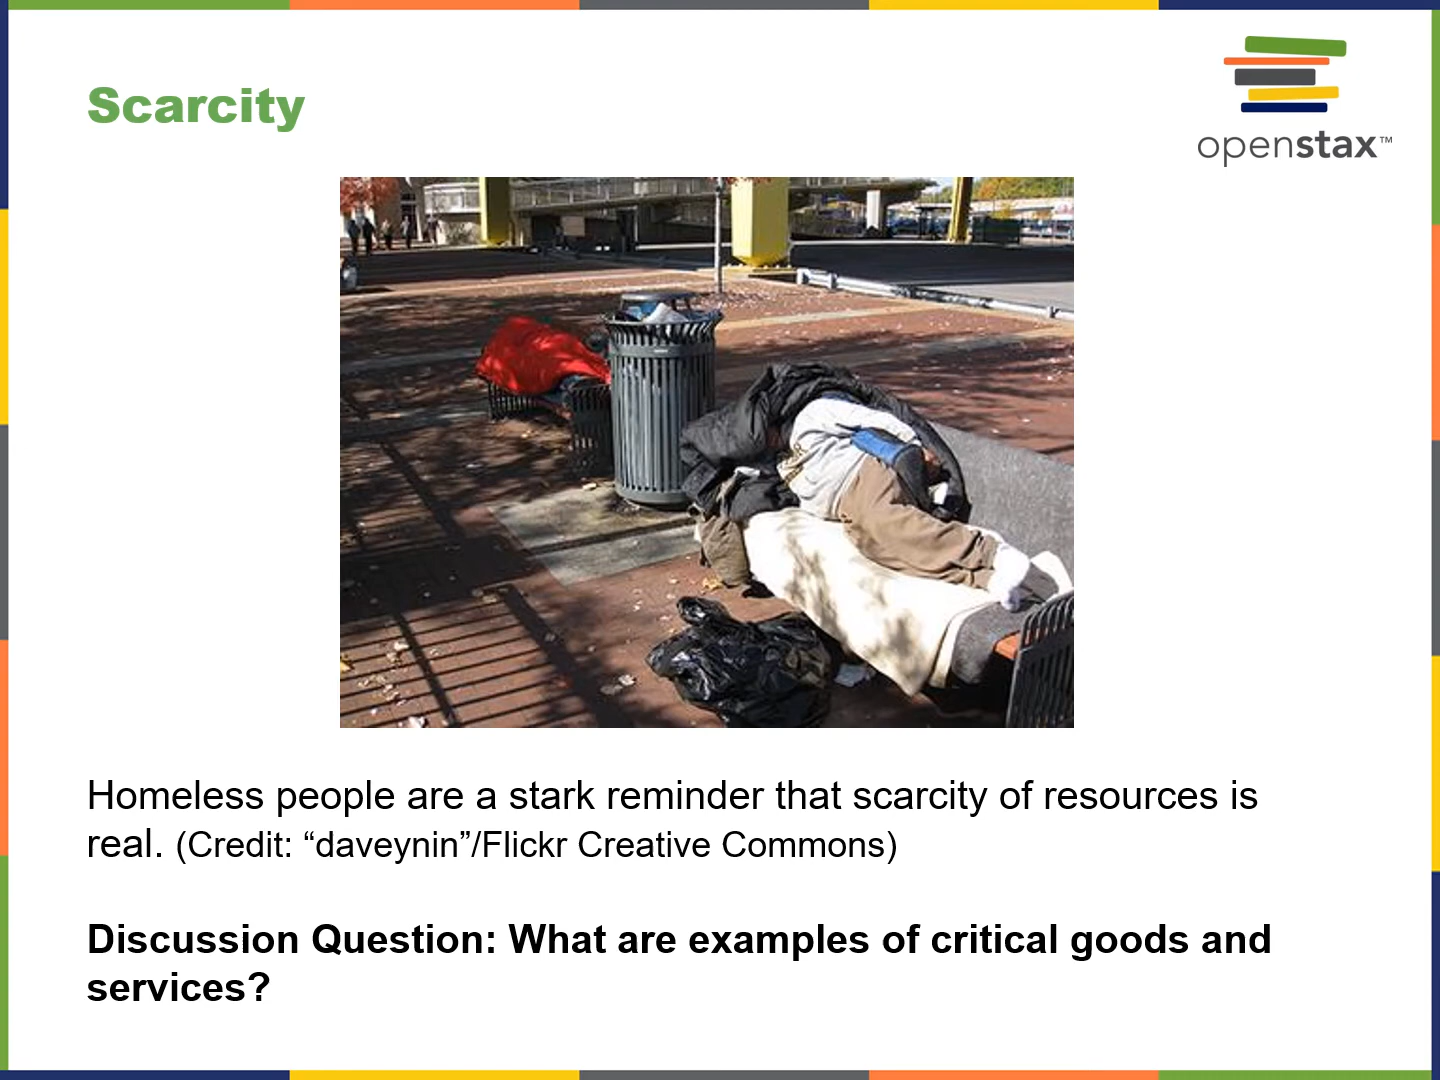 Scarcity
openstax™
Homeless people are a stark reminder that scarcity of resources is
real. (Credit: “daveynin”/Flickr Creative Commons)
Discussion Question: What are examples of critical goods and
services?